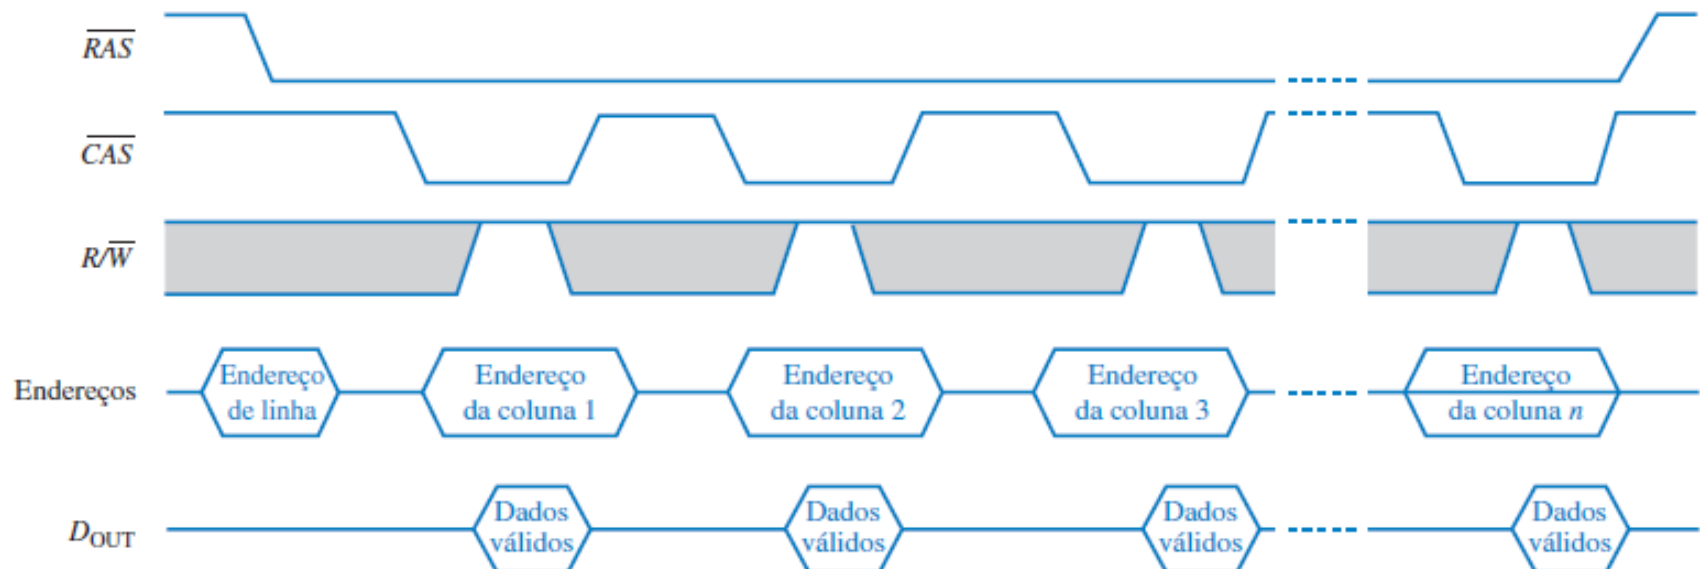 RAS
CAS
R/W
Endereços
Endereço
de linha
Endereço
da coluna 1
Endereço
da coluna 2
Endereço
da coluna 3
Endereço
da coluna n
DOUT
Dados
válidos
Dados
válidos
Dados
válidos
Dados
válidos